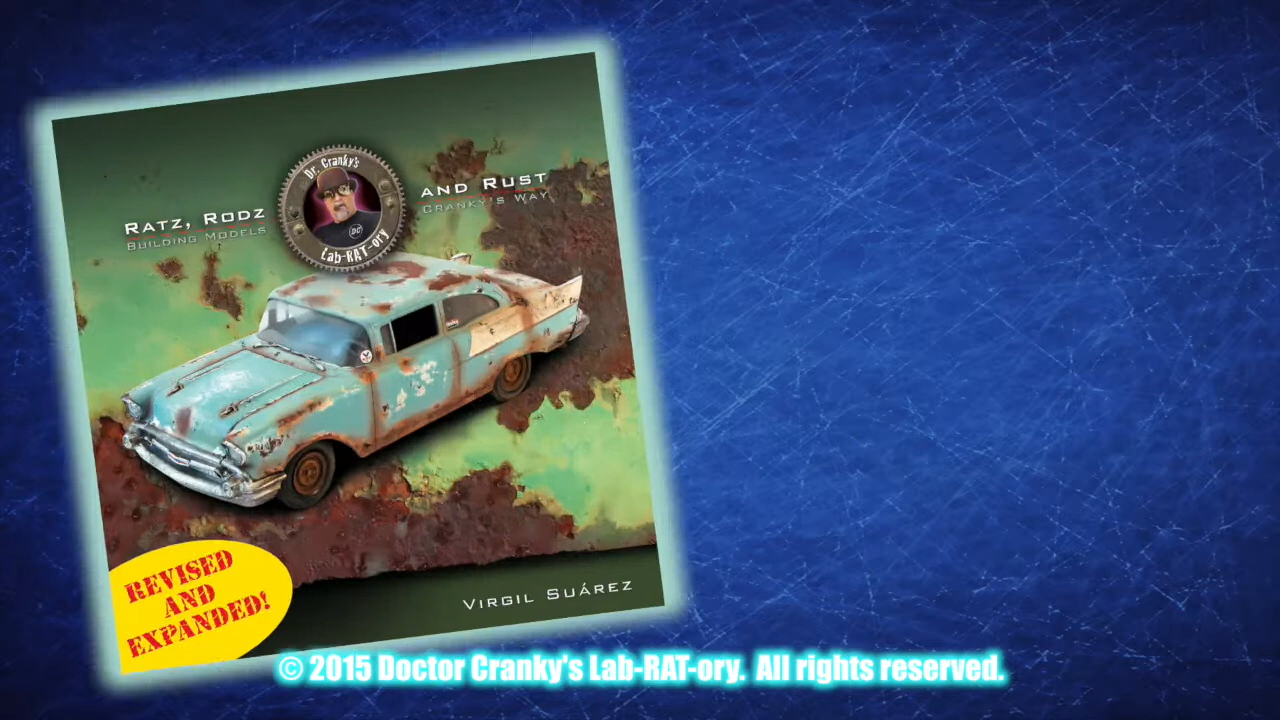 Dr. Cranky's
Lab-RAT-ory
DC
RATZ, RODZ
BUILDING MODELS
AND RUST
CRANKY'S WAY
REVISED
AND
EXPANDED!
VIRGIL SUÁREZ
© 2015 Doctor Cranky's Lab-RAT-ory.  All rights reserved.